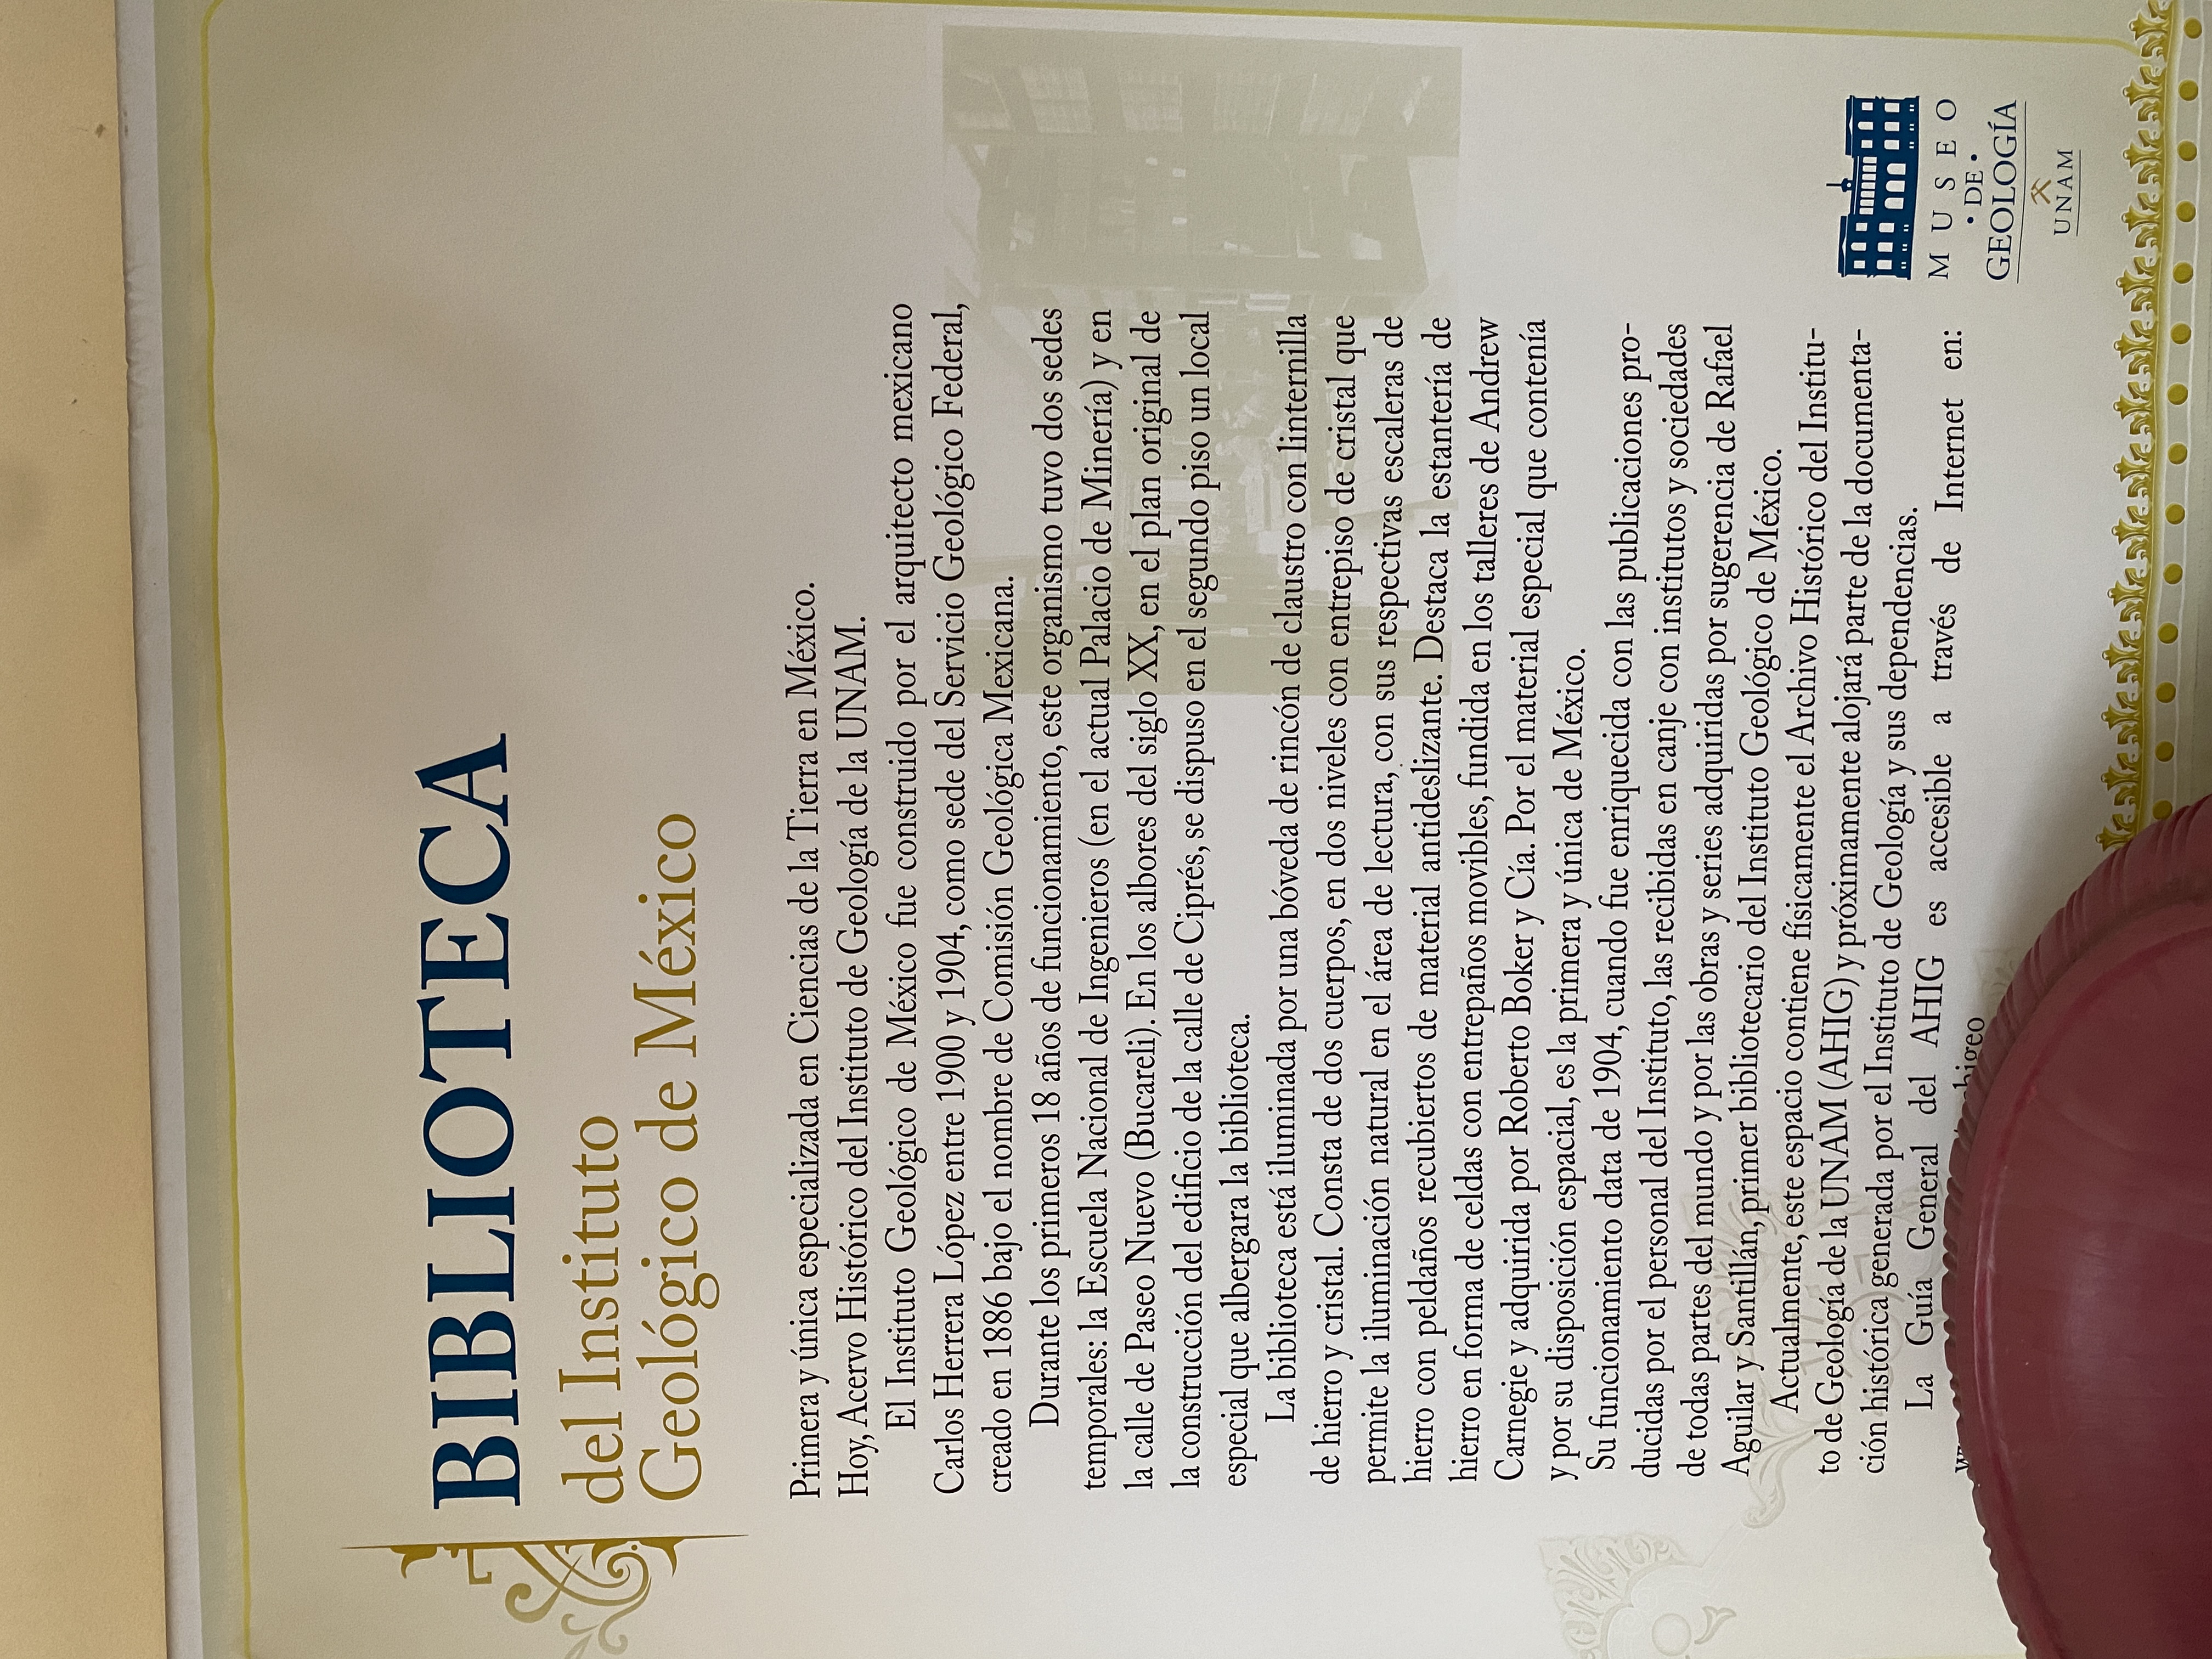 BIBLIOTECA
del Instituto
Geológico de México
Primera y única especializada en Ciencias de la Tierra en México.
Hoy, Acervo Histórico del Instituto de Geología de la UNAM.
El Instituto Geológico de México fue construido por el arquitecto mexicano
Carlos Herrera López entre 1900 y 1904, como sede del Servicio Geológico Federal,
creado en 1886 bajo el nombre de Comisión Geológica Mexicana.
Durante los primeros 18 años de funcionamiento, este organismo tuvo dos sedes
temporales: la Escuela Nacional de Ingenieros (en el actual Palacio de Minería) y en
la calle de Paseo Nuevo (Bucareli). En los albores del siglo XX, en el plan original de
la construcción del edificio de la calle de Ciprés, se dispuso en el segundo piso un local
especial que albergara la biblioteca.
La biblioteca está iluminada por una bóveda de rincón de claustro con linternilla
de hierro y cristal. Consta de dos cuerpos, en dos niveles con entrepiso de cristal que
permite la iluminación natural en el área de lectura, con sus respectivas escaleras de
hierro con peldaños recubiertos de material antideslizante. Destaca la estantería de
hierro en forma de celdas con entrepaños movibles, fundida en los talleres de Andrew
Carnegie y adquirida por Roberto Boker y Cía. Por el material especial que contenía
y por su disposición espacial, es la primera y única de México.
Su funcionamiento data de 1904, cuando fue enriquecida con las publicaciones pro-
ducidas por el personal del Instituto, las recibidas en canje con institutos y sociedades
de todas partes del mundo y por las obras y series adquiridas por sugerencia de Rafael
Aguilar y Santillán, primer bibliotecario del Instituto Geológico de México.
Actualmente, este espacio contiene físicamente el Archivo Histórico del Institu-
to de Geología de la UNAM (AHIG) y próximamente alojará parte de la documenta-
ción histórica generada por el Instituto de Geología y sus dependencias.
La Guía General del AHIG es accesible a través de Internet en:
MUSEO
• DE •
GEOLOGÍA
UNAM